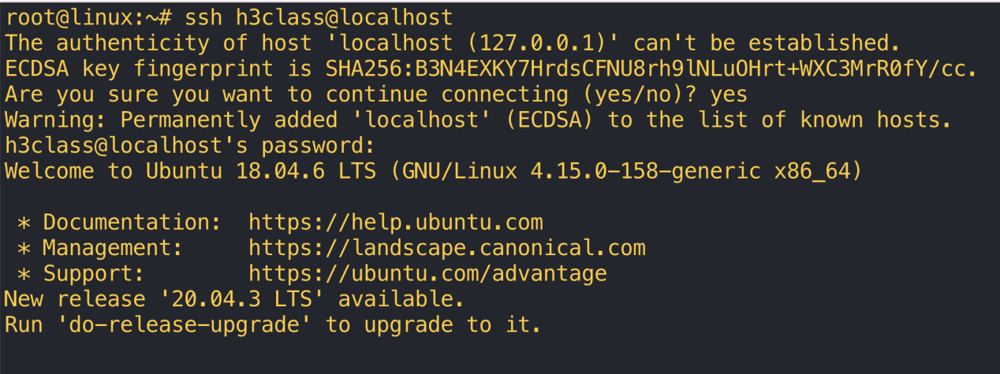 root@linux:~# ssh h3class@localhost
The authenticity of host 'localhost (127.0.0.1)' can't be established.
ECDSA key fingerprint is SHA256:B3N4EXKY7HrdsCFNU8rh9lNLuOHrt+WXC3MrR0fY/cc.
Are you sure you want to continue connecting (yes/no)? yes
Warning: Permanently added 'localhost' (ECDSA) to the list of known hosts.
h3class@localhost's password:
Welcome to Ubuntu 18.04.6 LTS (GNU/Linux 4.15.0-158-generic x86_64)
* Documentation:  https://help.ubuntu.com
* Management:     https://landscape.canonical.com
* Support:        https://ubuntu.com/advantage
New release '20.04.3 LTS' available.
Run 'do-release-upgrade' to upgrade to it.